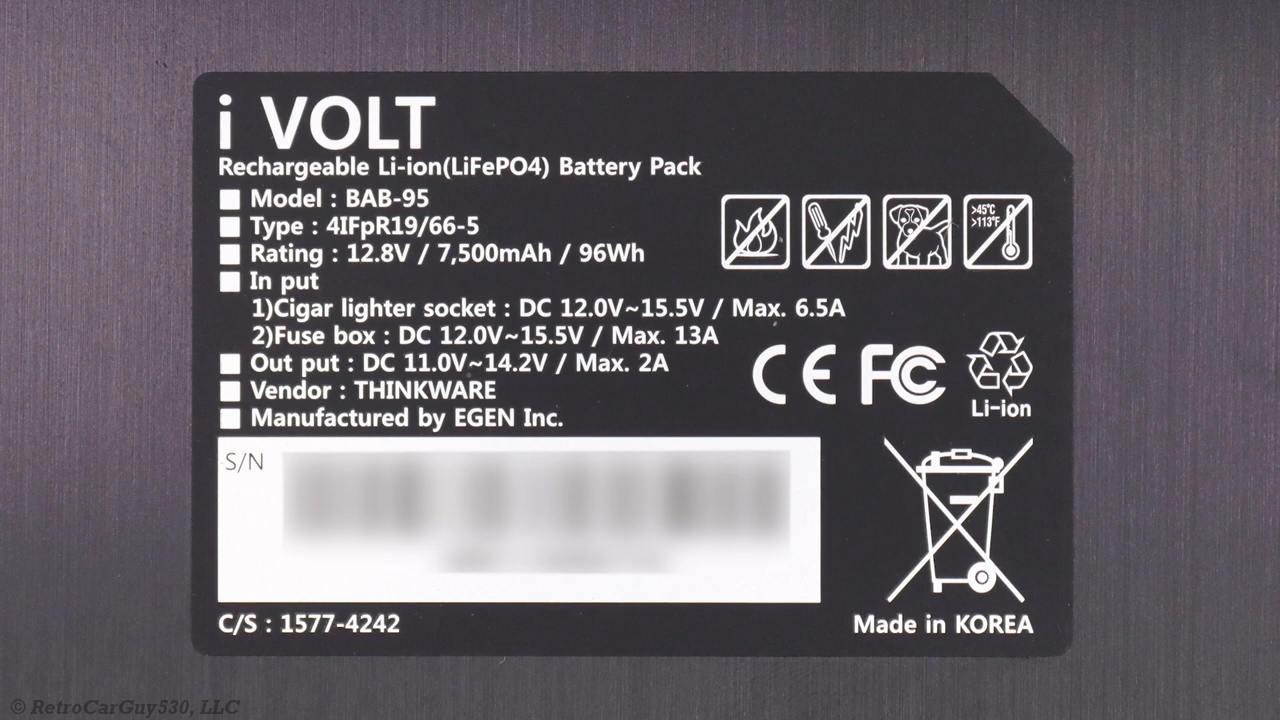 i VOLT
Rechargeable Li-ion(LiFePO4) Battery Pack
Model : BAB-95
Type : 4IFpR19/66-5
Rating : 12.8V / 7,500mAh / 96Wh
In put
1)Cigar lighter socket : DC 12.0V~15.5V / Max. 6.5A
2)Fuse box : DC 12.0V~15.5V / Max. 13A
Out put : DC 11.0V~14.2V / Max. 2A
Vendor : THINKWARE
Manufactured by EGEN Inc.
>45°C
>113°F
CE FC
Li-ion
S/N
C/S : 1577-4242
Made in KOREA
© RetroCarGuy530, LLC